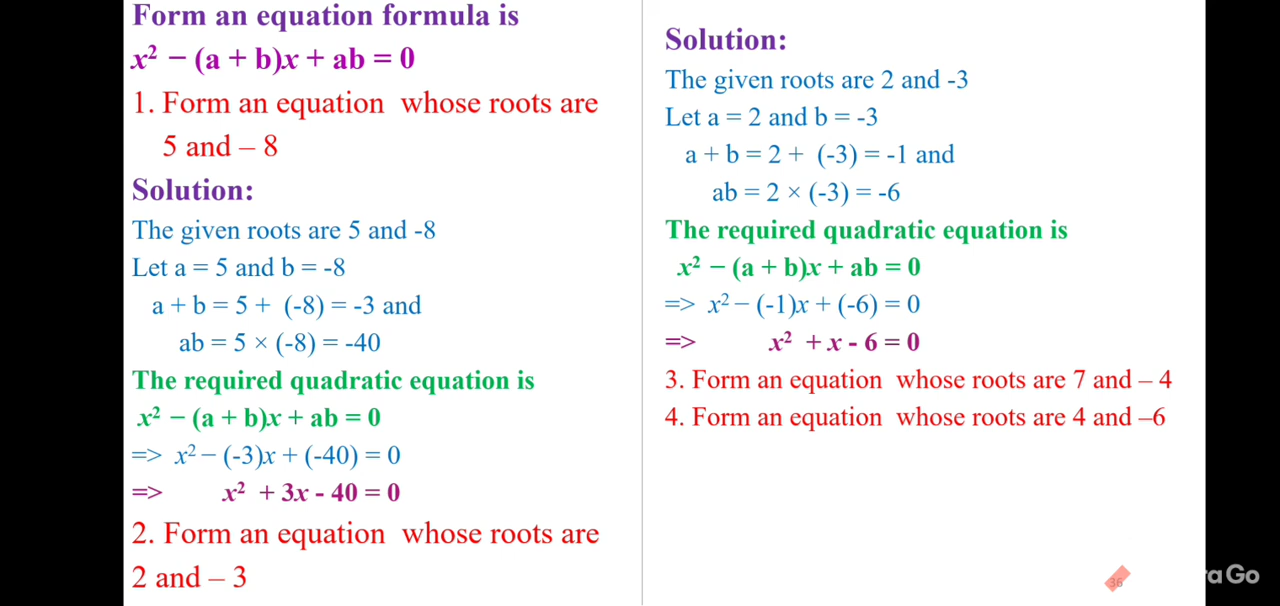 Form an equation formula is
x² − (a + b)x + ab = 0
1. Form an equation whose roots are
5 and – 8
Solution:
The given roots are 5 and -8
Let a = 5 and b = -8
a + b = 5 + (-8) = -3 and
ab = 5 × (-8) = -40
The required quadratic equation is
x² − (a + b)x + ab = 0
=> x² − (-3)x + (-40) = 0
=> x² + 3x - 40 = 0
2. Form an equation whose roots are
2 and – 3
Solution:
The given roots are 2 and -3
Let a = 2 and b = -3
a + b = 2 + (-3) = -1 and
ab = 2 × (-3) = -6
The required quadratic equation is
x² − (a + b)x + ab = 0
=> x² − (-1)x + (-6) = 0
=> x² + x - 6 = 0
3. Form an equation whose roots are 7 and – 4
4. Form an equation whose roots are 4 and –6
36
Go